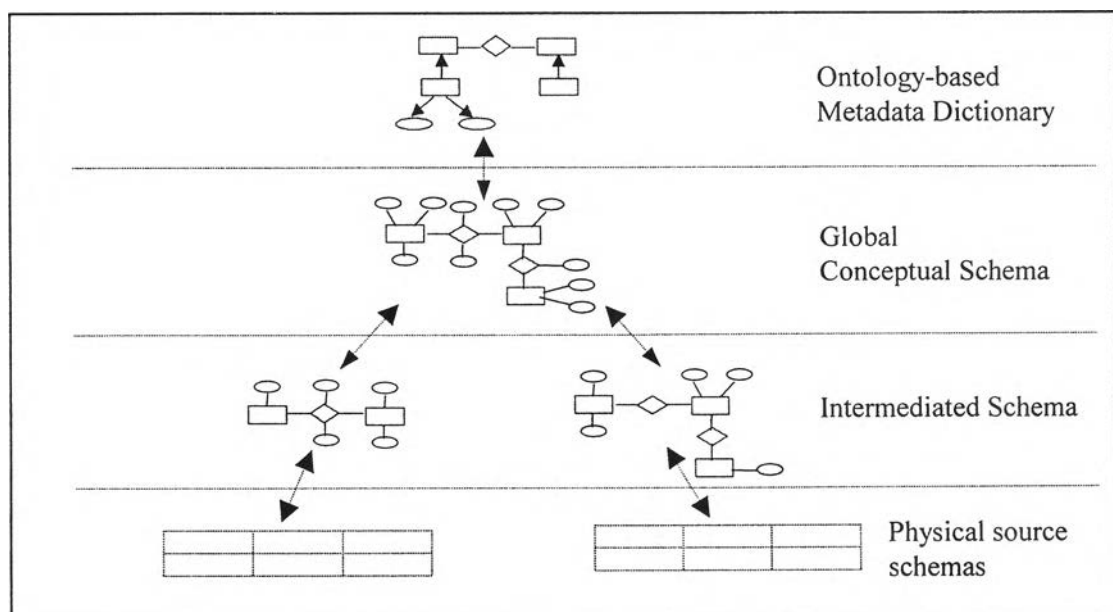 Ontology-based
Metadata Dictionary
Global
Conceptual Schema
Intermediated Schema
Physical source
schemas